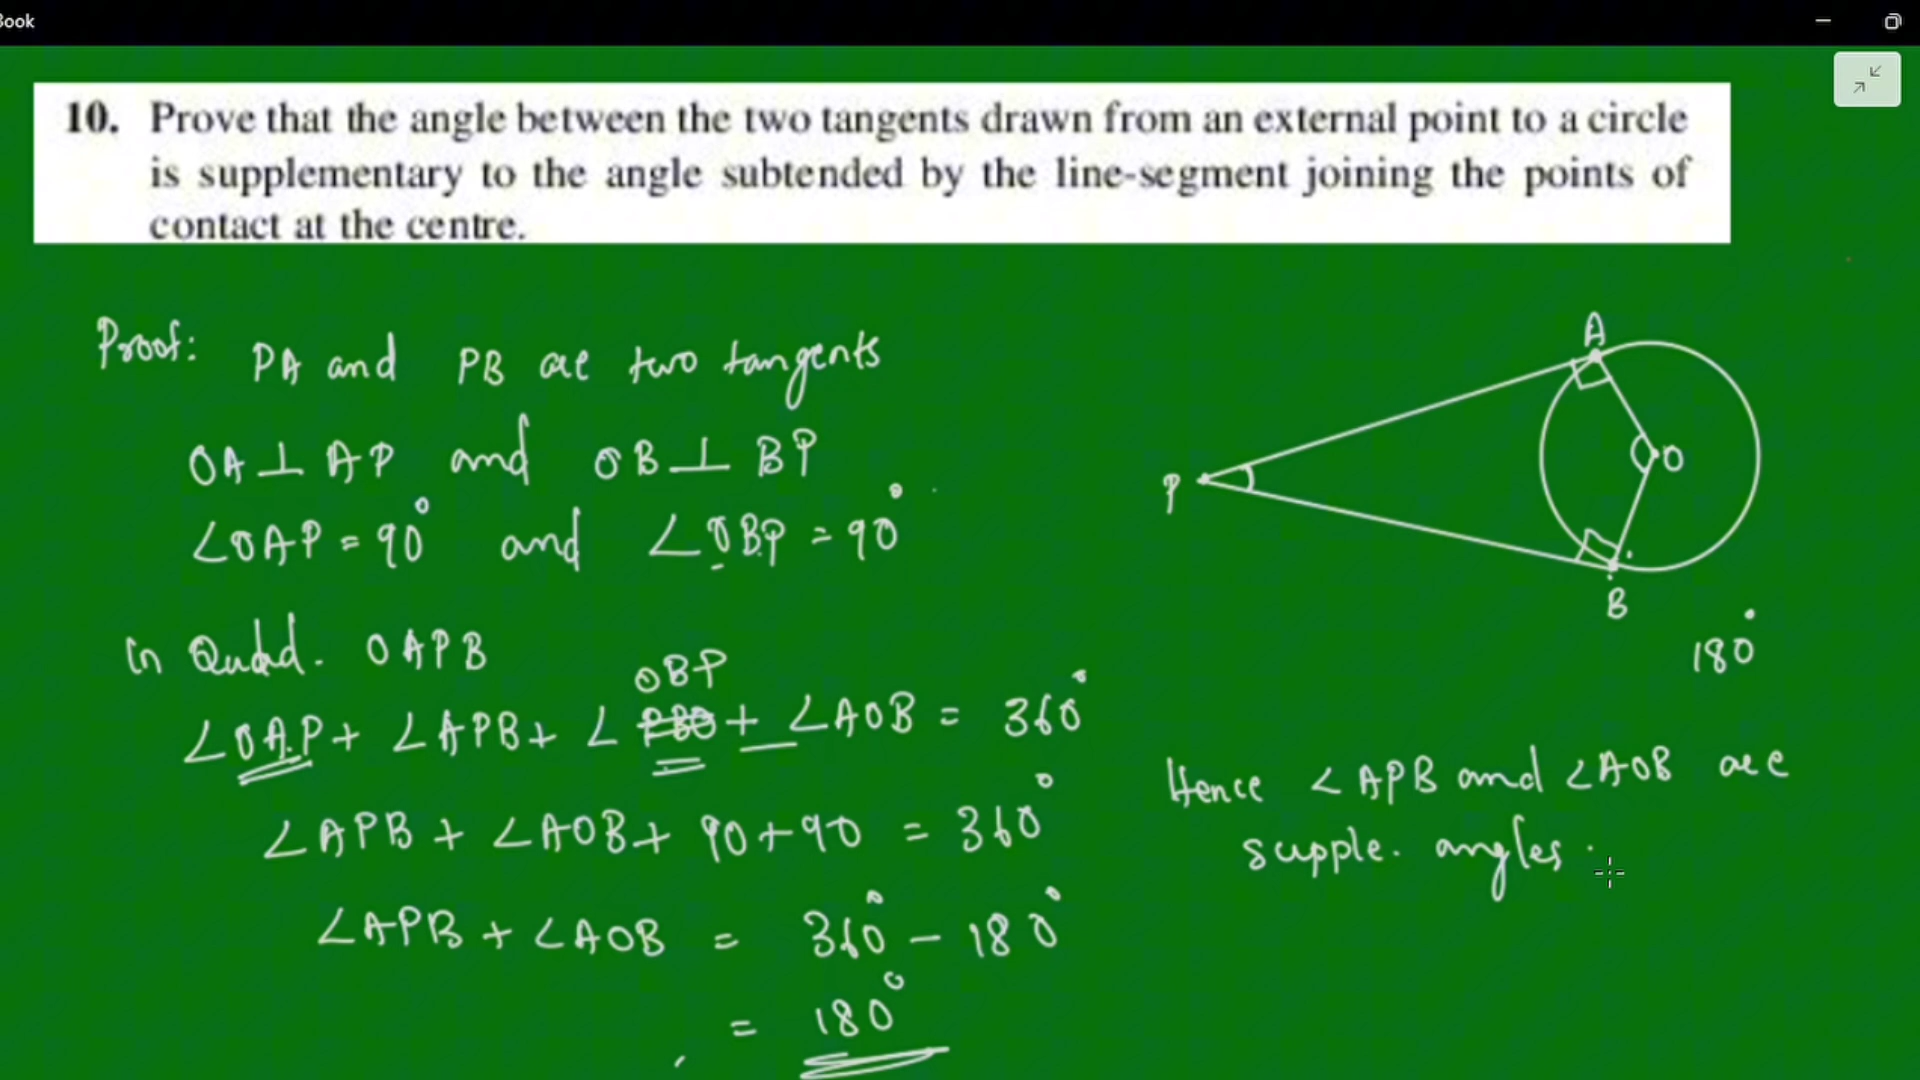 Book
10. Prove that the angle between the two tangents drawn from an external point to a circle
is supplementary to the angle subtended by the line-segment joining the points of
contact at the centre.
Proof: PA and PB are two tangents
OA ⊥ AP and OB ⊥ BP
∠OAP = 90° and ∠OBP = 90°
In Quad. OAPB
OBP
∠OAP + ∠APB + ∠ PBO + ∠AOB = 360°
∠APB + ∠AOB + 90 + 90 = 360°
∠APB + ∠AOB = 360° - 180°
= 180°
A
P
O
B
180°
Hence ∠APB and ∠AOB are
supple. angles.